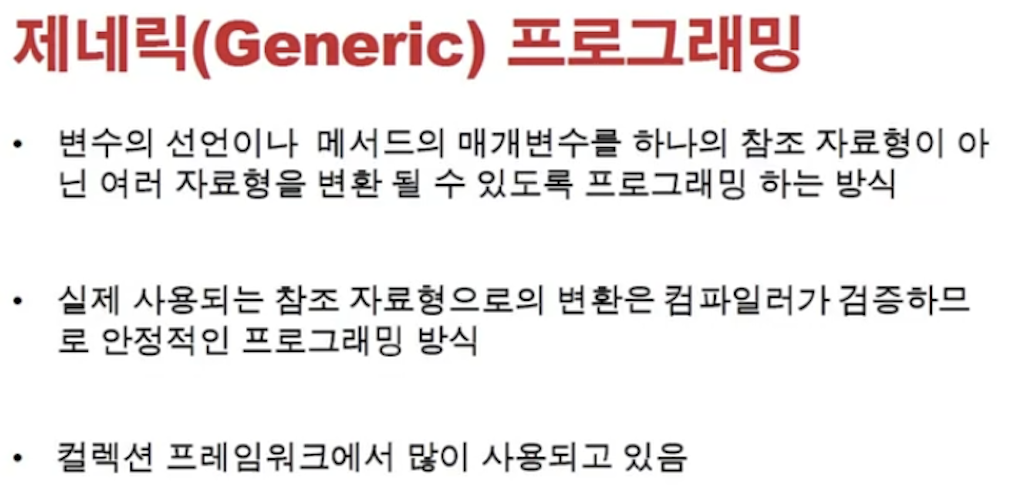 제네릭(Generic) 프로그래밍
• 변수의 선언이나 메서드의 매개변수를 하나의 참조 자료형이 아
닌 여러 자료형을 변환 될 수 있도록 프로그래밍 하는 방식
• 실제 사용되는 참조 자료형으로의 변환은 컴파일러가 검증하므
로 안정적인 프로그래밍 방식
• 컬렉션 프레임워크에서 많이 사용되고 있음